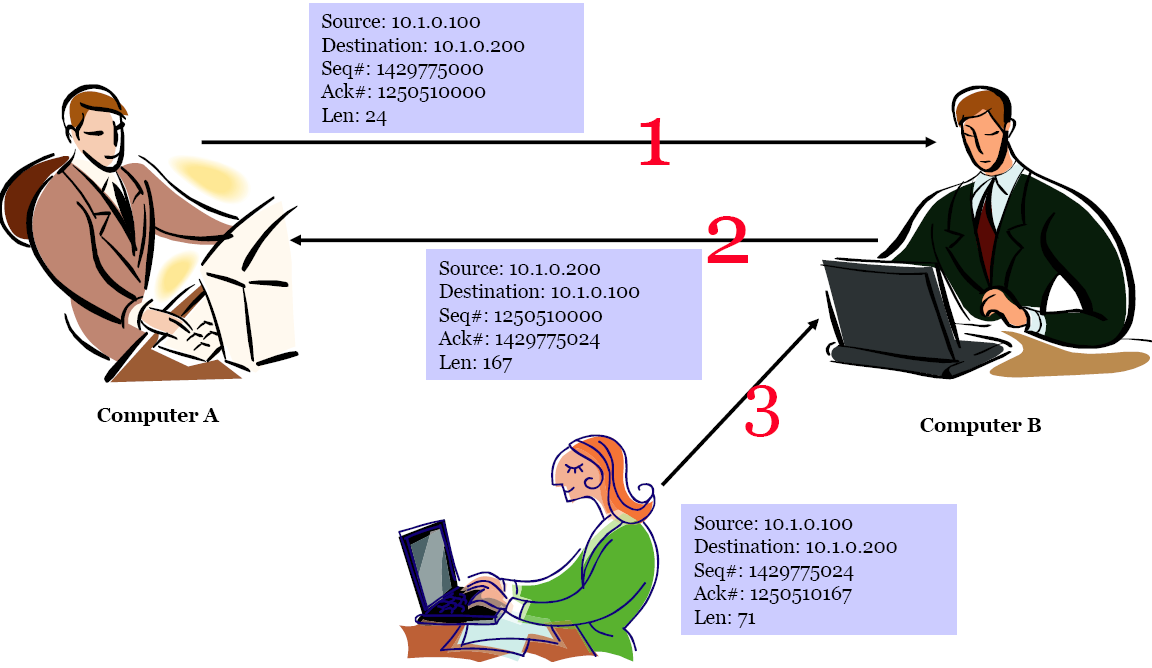 Source: 10.1.0.100
Destination: 10.1.0.200
Seq#: 1429775000
Ack#: 1250510000
Len: 24
1
2
Source: 10.1.0.200
Destination: 10.1.0.100
Seq#: 1250510000
Ack#: 1429775024
Len: 167
3
Computer A
Computer B
Source: 10.1.0.100
Destination: 10.1.0.200
Seq#: 1429775024
Ack#: 1250510167
Len: 71